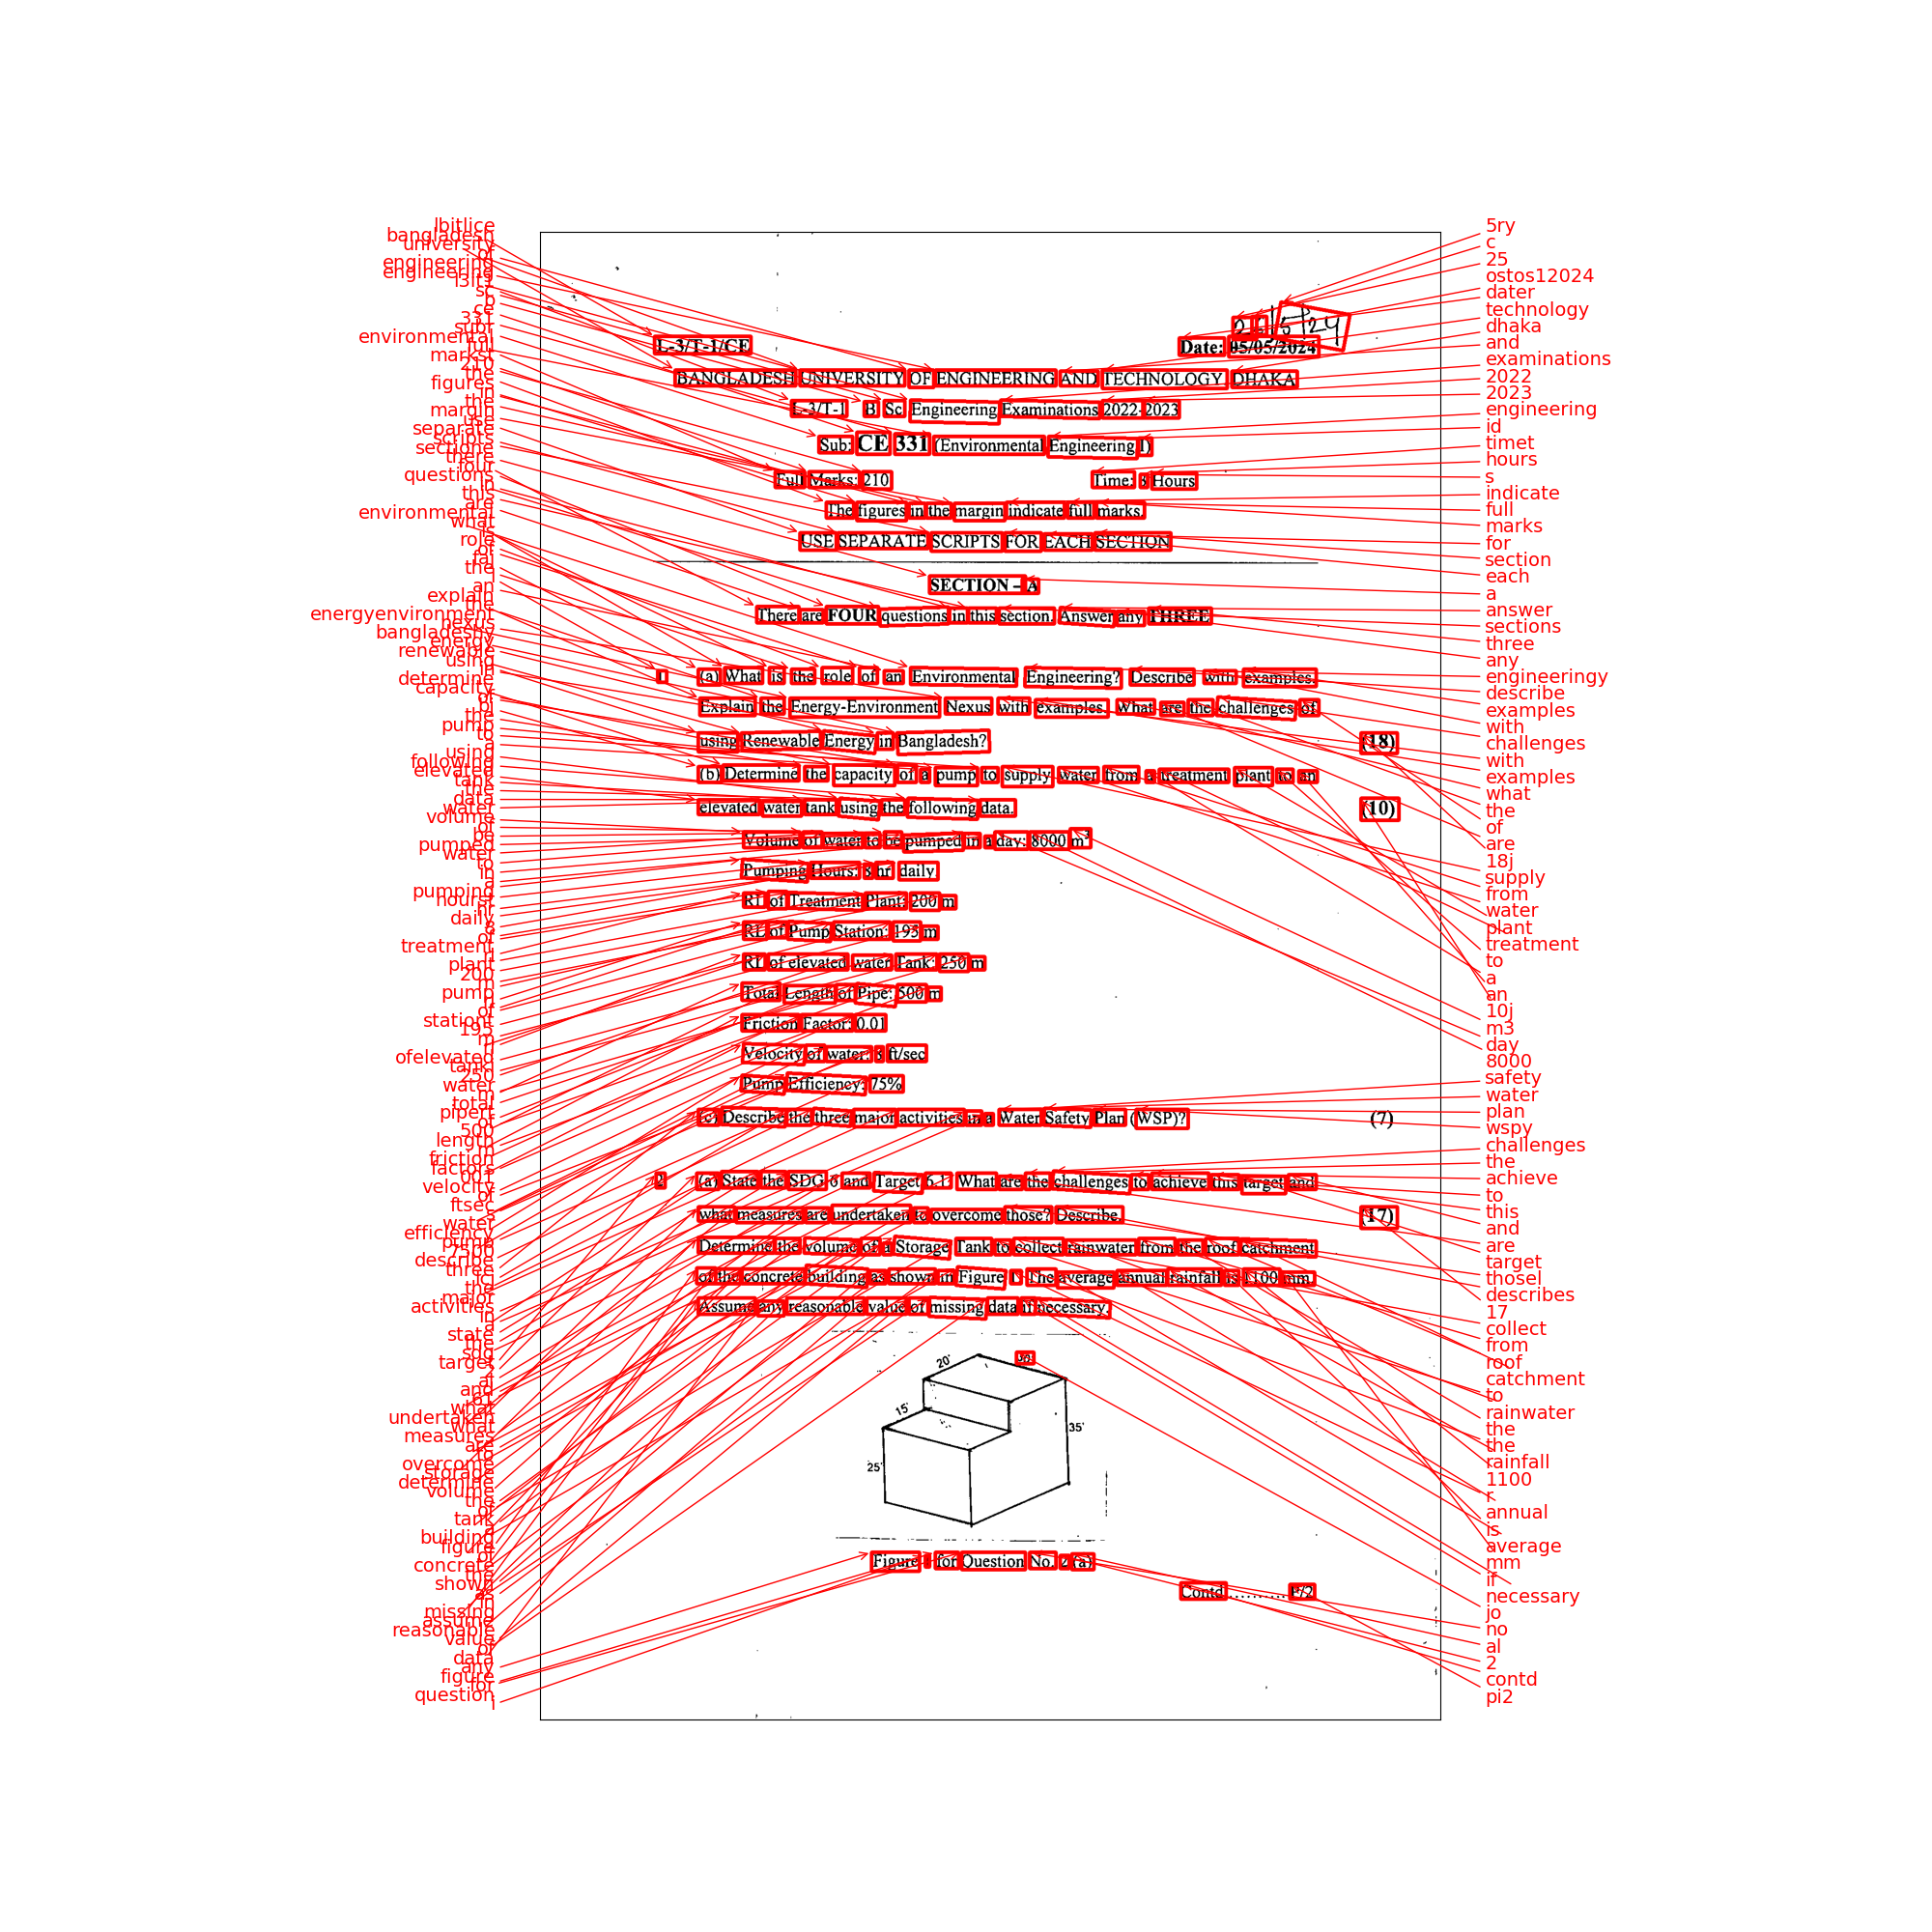 25/5/24
L-3/T-1/CE Date: 05/05/2024
BANGLADESH UNIVERSITY OF ENGINEERING AND TECHNOLOGY DHAKA
L-3/T-1 B Sc Engineering Examinations 2022-2023
Sub: CE 331 (Environmental Engineering I)
Full Marks: 210 Time: 3 Hours
The figures in the margin indicate full marks.
USE SEPARATE SCRIPTS FOR EACH SECTION
SECTION – A
There are FOUR questions in this section. Answer any THREE
1 (a) What is the role of an Environmental Engineering? Describe with examples.
Explain the Energy-Environment Nexus with examples. What are the challenges of
using Renewable Energy in Bangladesh? (18)
(b) Determine the capacity of a pump to supply water from a treatment plant to an
elevated water tank using the following data. (10)
Volume of water to be pumped in a day: 8000 m³
Pumping Hours: 8 hr daily
RL of Treatment Plant: 200 m
RL of Pump Station: 195 m
RL of elevated water Tank: 250 m
Total Length of Pipe: 500 m
Friction Factor: 0.01
Velocity of water: 8 ft/sec
Pump Efficiency: 75%
(c) Describe the three major activities in a Water Safety Plan (WSP)? (7)
2 (a) State the SDG 6 and Target 6.1? What are the challenges to achieve this target and
what measures are undertaken to overcome those? Describe. (17)
Determine the volume of a Storage Tank to collect rainwater from the roof catchment
of the concrete building as shown in Figure 1. The average annual rainfall is 1100 mm.
Assume any reasonable value of missing data if necessary.
20' 30'
15'
35'
25'
Figure 1 for Question No. 2 (a)
Contd ........... P/2
lbitlice
bangladesh
university
of
engineering
engineering
l3lt1
sc
b
ce
331
subf
environmental
full
markst
210
the
figures
in
the
margin
use
separate
scripts
sectione
there
four
questions
in
this
are
environmental
what
is
role
of
fal
the
an
explain
the
energyenvironment
nexus
bangladeshy
energy
renewable
using
in
determine
capacity
of
the
pump
to
a
using
following
elevated
tank
the
data
water
volume
of
be
pumped
water
to
in
a
pumping
hourst
hr
daily
of
treatment
plant
200
m
pump
of
stationt
195
m
ofelevated
tankl
250
water
m
total
pipert
of
500
length
m
friction
factors
001
velocity
of
ftsec
water
efficiency
pump
7500
describe
three
the
major
activities
in
a
state
the
sdg
target
and
61
what
undertaken
what
measures
are
to
overcome
storage
determine
volume
the
of
tank
a
building
figure
of
concrete
the
shown
as
in
missing
assume
reasonable
value
of
data
any
figure
for
question
5ry
c
25
ostos12024
dater
technology
dhaka
and
examinations
2022
2023
engineering
id
timet
hours
s
indicate
full
marks
for
section
each
a
answer
sections
three
any
engineeringy
describe
examples
with
challenges
with
examples
what
the
of
are
18j
supply
from
water
plant
treatment
to
a
an
10j
m3
day
8000
safety
water
plan
wspy
challenges
the
achieve
to
this
and
are
target
thosel
describes
17
collect
from
roof
catchment
to
rainwater
the
the
rainfall
1100
r
annual
is
average
mm
if
necessary
jo
no
al
2
contd
pi2